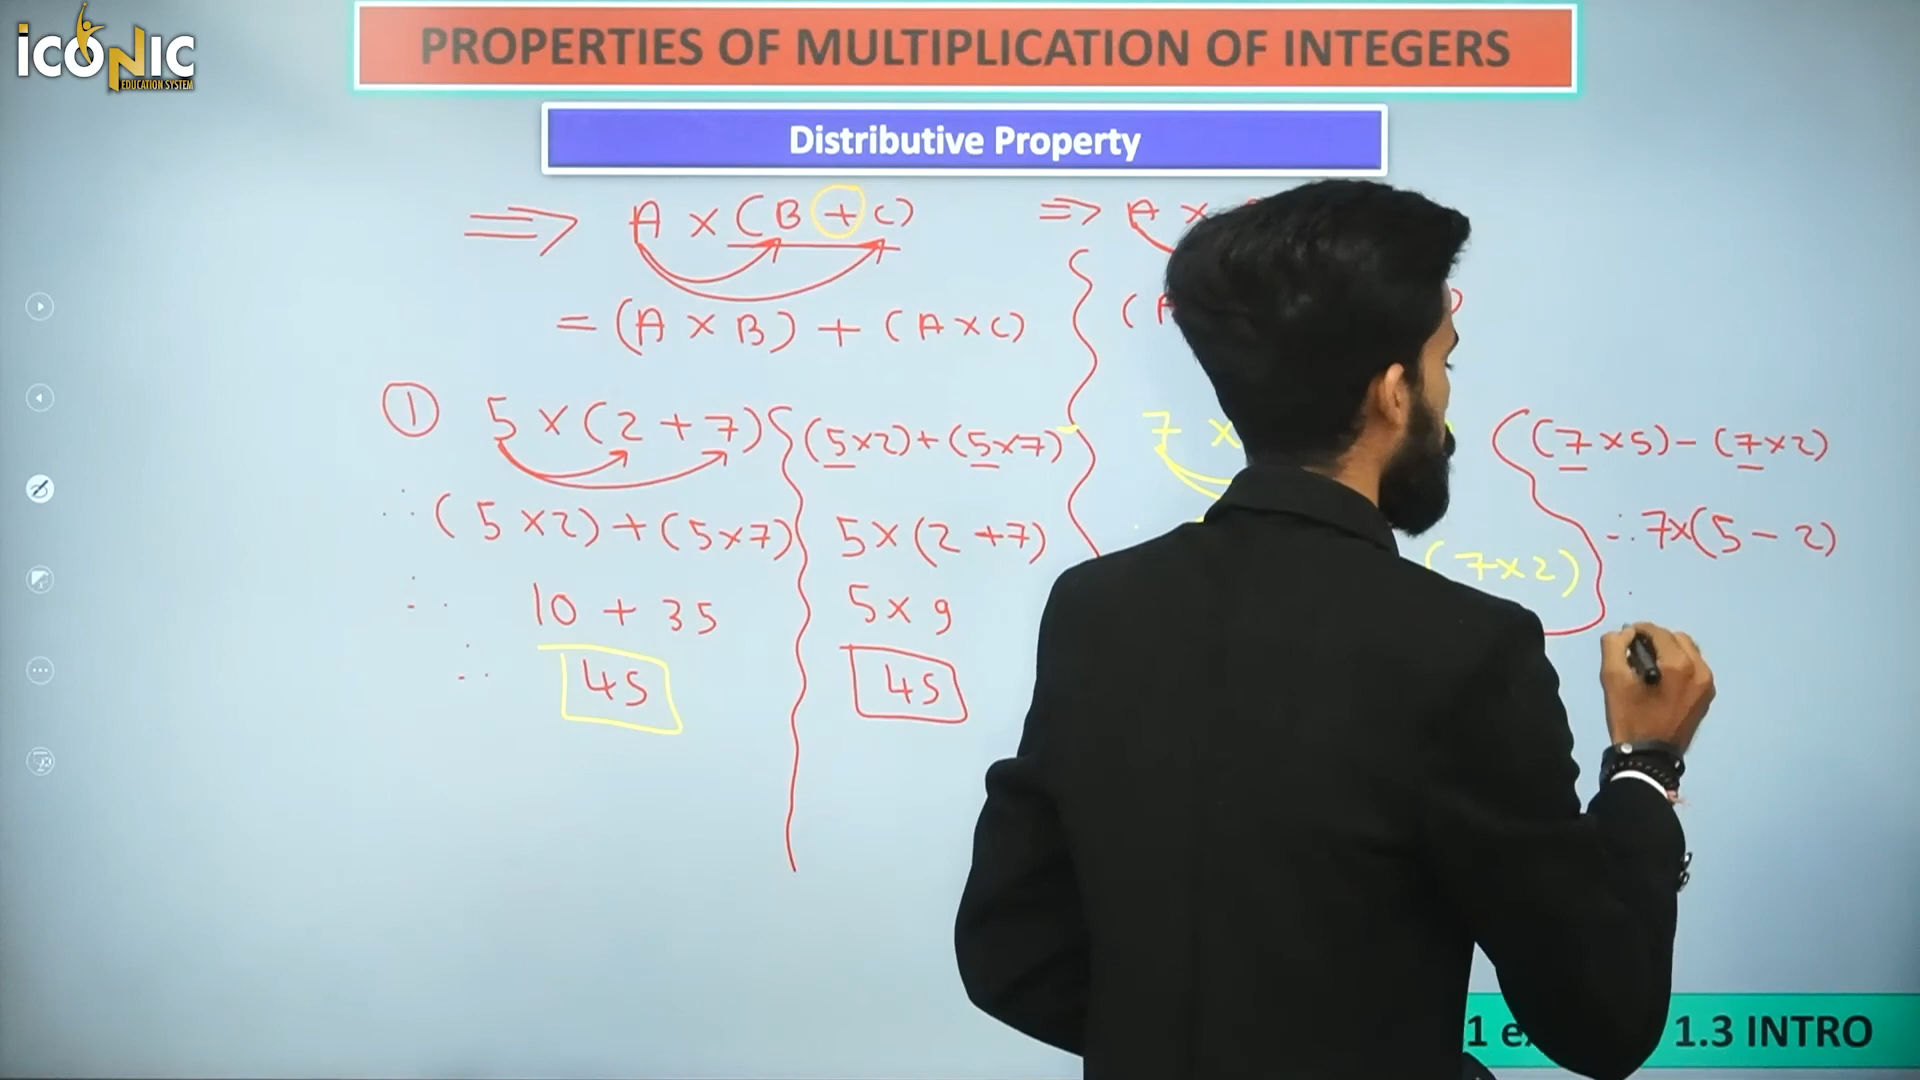 ICONIC
EDUCATION SYSTEM
PROPERTIES OF MULTIPLICATION OF INTEGERS
Distributive Property
⇒ A × (B + C)
= (A × B) + (A × C)
① 5 × (2 + 7)
∴ (5 × 2) + (5 × 7)
∴ 10 + 35
∴ 45
(5 × 2) + (5 × 7)
5 × (2 + 7)
5 × 9
45
⇒ A ×
(A
7 ×
(7 × 2)
(7 × 5) − (7 × 2)
∴ 7 × (5 − 2)
1
1.3 INTRO